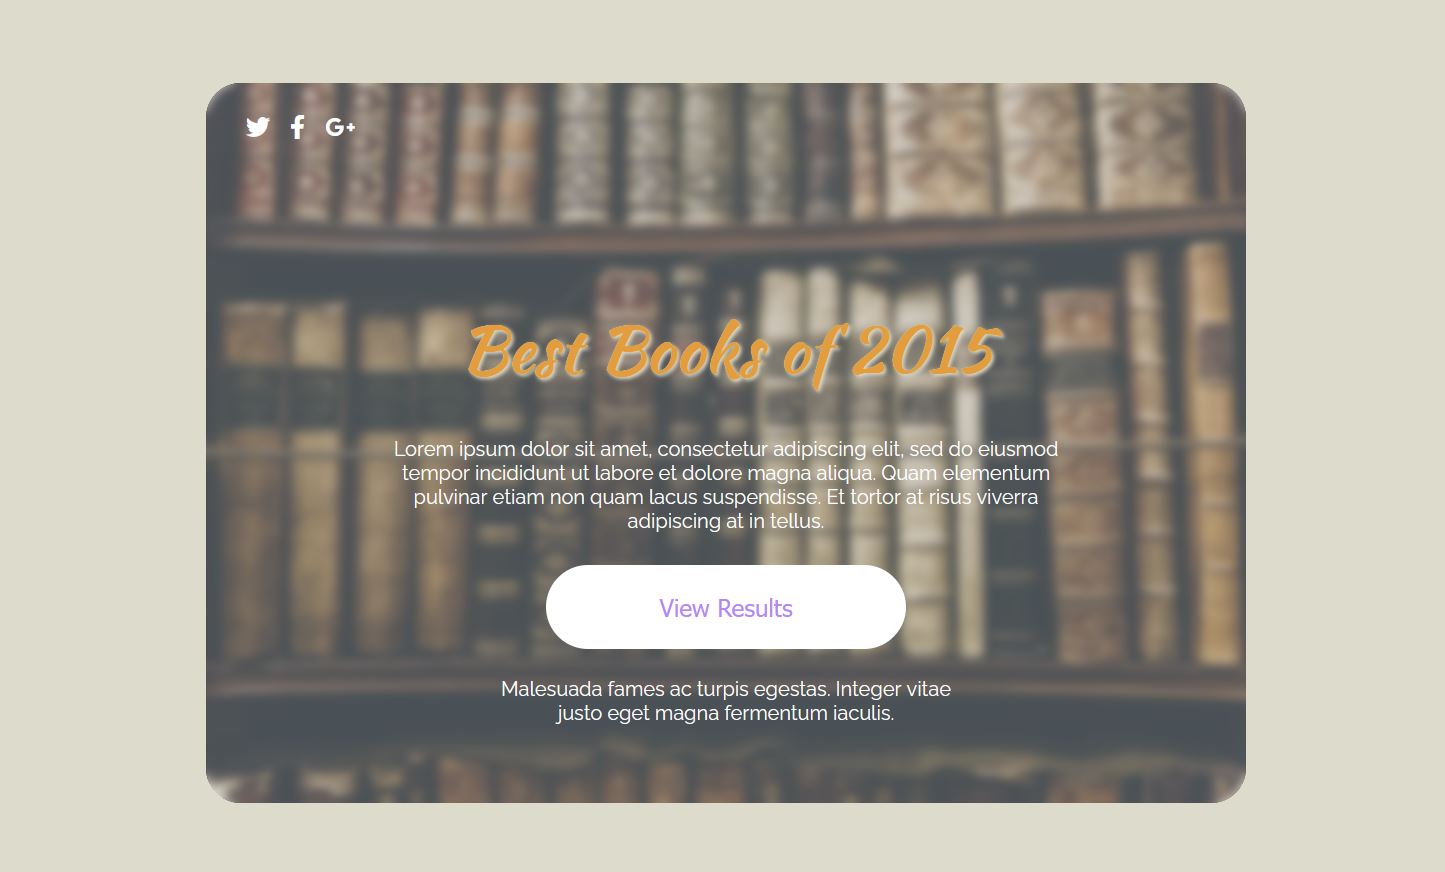 G+
Best Books of 2015
Lorem ipsum dolor sit amet, consectetur adipiscing elit, sed do eiusmod
tempor incididunt ut labore et dolore magna aliqua. Quam elementum
pulvinar etiam non quam lacus suspendisse. Et tortor at risus viverra
adipiscing at in tellus.
View Results
Malesuada fames ac turpis egestas. Integer vitae
justo eget magna fermentum iaculis.